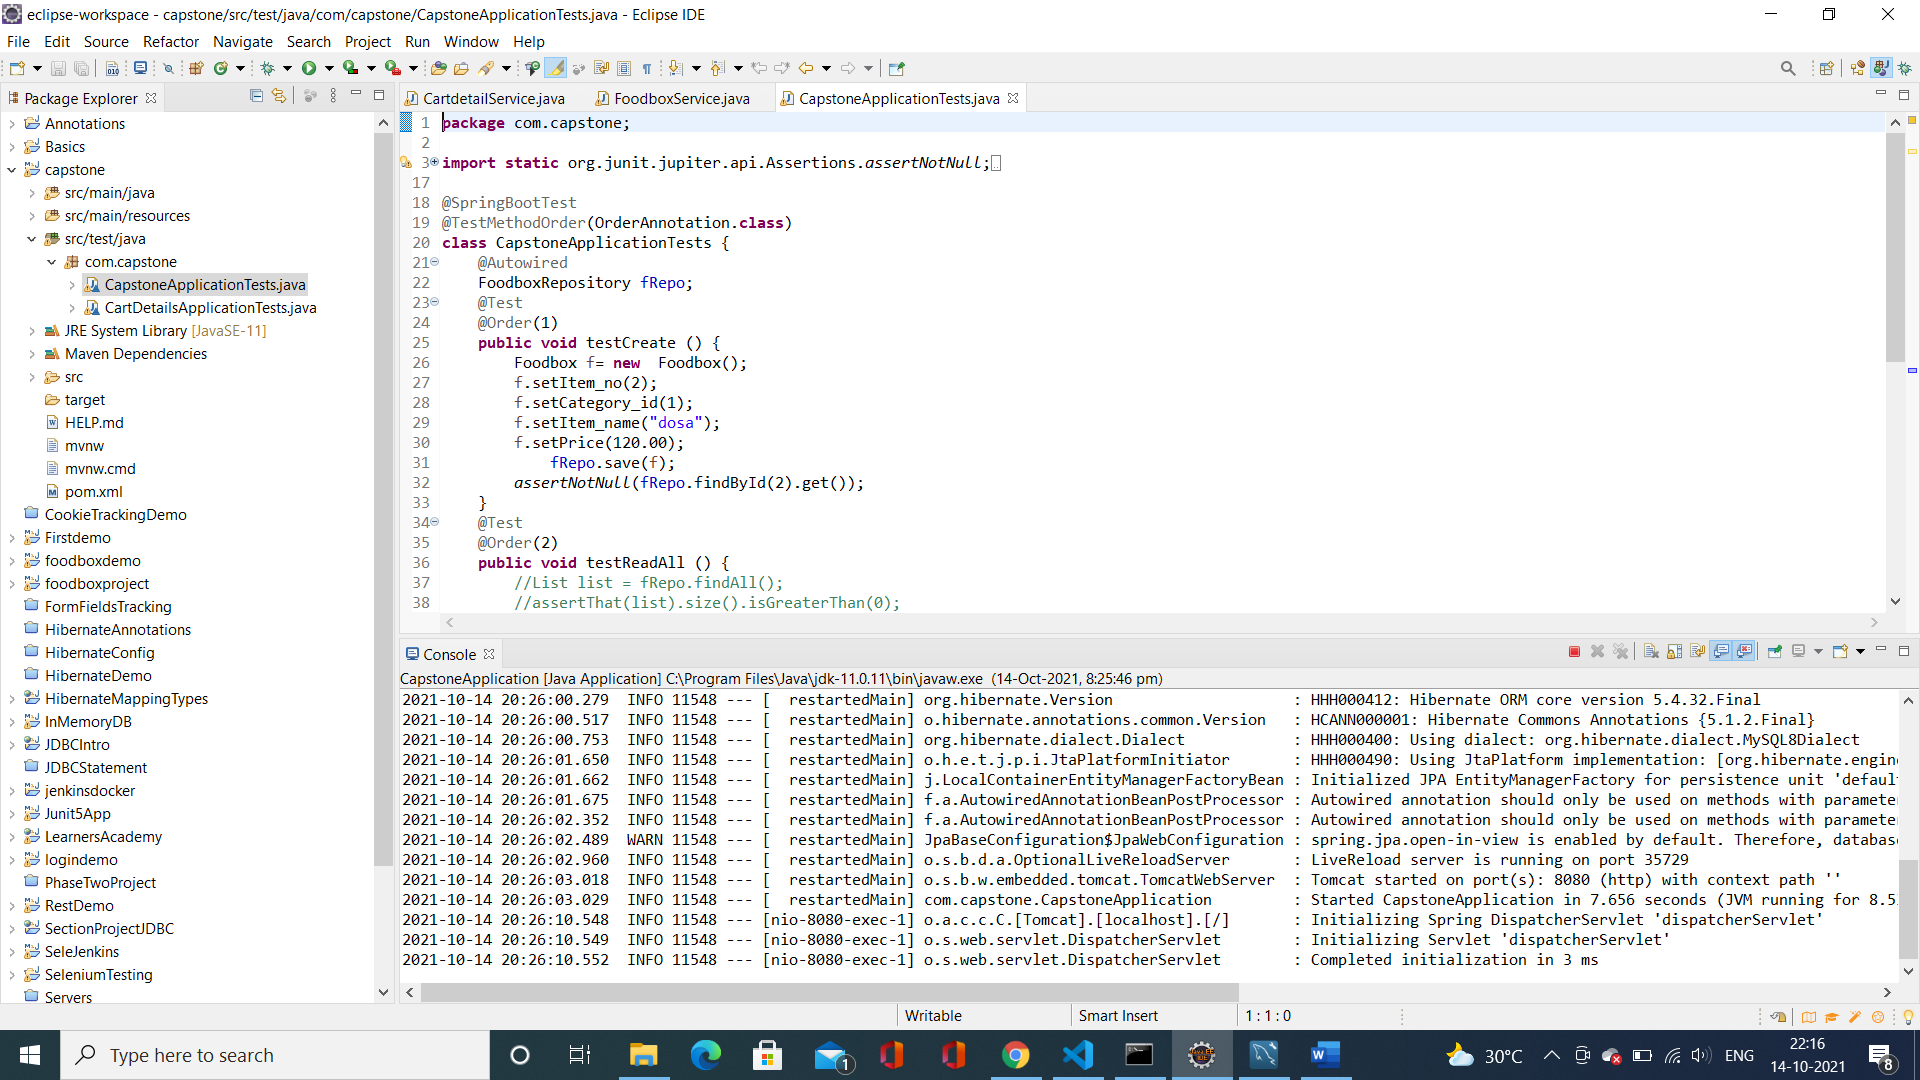 eclipse-workspace - capstone/src/test/java/com/capstone/CapstoneApplicationTests.java - Eclipse IDE
File Edit Source Refactor Navigate Search Project Run Window Help
Package Explorer
Annotations
Basics
capstone
src/main/java
src/main/resources
src/test/java
com.capstone
CapstoneApplicationTests.java
CartDetailsApplicationTests.java
JRE System Library [JavaSE-11]
Maven Dependencies
src
target
HELP.md
mvnw
mvnw.cmd
pom.xml
CookieTrackingDemo
Firstdemo
foodboxdemo
foodboxproject
FormFieldsTracking
HibernateAnnotations
HibernateConfig
HibernateDemo
HibernateMappingTypes
InMemoryDB
JDBCIntro
JDBCStatement
jenkinsdocker
Junit5App
LearnersAcademy
logindemo
PhaseTwoProject
RestDemo
SectionProjectJDBC
SeleJenkins
SeleniumTesting
Servers
CartdetailService.java FoodboxService.java CapstoneApplicationTests.java
1 package com.capstone;
2
3 import static org.junit.jupiter.api.Assertions.assertNotNull;
17
18 @SpringBootTest
19 @TestMethodOrder(OrderAnnotation.class)
20 class CapstoneApplicationTests {
21 @Autowired
22 FoodboxRepository fRepo;
23 @Test
24 @Order(1)
25 public void testCreate () {
26 Foodbox f= new  Foodbox();
27 f.setItem_no(2);
28 f.setCategory_id(1);
29 f.setItem_name("dosa");
30 f.setPrice(120.00);
31 fRepo.save(f);
32 assertNotNull(fRepo.findById(2).get());
33 }
34 @Test
35 @Order(2)
36 public void testReadAll () {
37 //List list = fRepo.findAll();
38 //assertThat(list).size().isGreaterThan(0);
Console
CapstoneApplication [Java Application] C:\Program Files\Java\jdk-11.0.11\bin\javaw.exe (14-Oct-2021, 8:25:46 pm)
2021-10-14 20:26:00.279 INFO 11548 --- [ restartedMain] org.hibernate.Version : HHH000412: Hibernate ORM core version 5.4.32.Final
2021-10-14 20:26:00.517 INFO 11548 --- [ restartedMain] o.hibernate.annotations.common.Version : HCANN000001: Hibernate Commons Annotations {5.1.2.Final}
2021-10-14 20:26:00.753 INFO 11548 --- [ restartedMain] org.hibernate.dialect.Dialect : HHH000400: Using dialect: org.hibernate.dialect.MySQL8Dialect
2021-10-14 20:26:01.650 INFO 11548 --- [ restartedMain] o.h.e.t.j.p.i.JtaPlatformInitiator : HHH000490: Using JtaPlatform implementation: [org.hibernate.engin
2021-10-14 20:26:01.662 INFO 11548 --- [ restartedMain] j.LocalContainerEntityManagerFactoryBean : Initialized JPA EntityManagerFactory for persistence unit 'defaul
2021-10-14 20:26:01.675 INFO 11548 --- [ restartedMain] f.a.AutowiredAnnotationBeanPostProcessor : Autowired annotation should only be used on methods with paramete
2021-10-14 20:26:02.352 INFO 11548 --- [ restartedMain] f.a.AutowiredAnnotationBeanPostProcessor : Autowired annotation should only be used on methods with paramete
2021-10-14 20:26:02.489 WARN 11548 --- [ restartedMain] JpaBaseConfiguration$JpaWebConfiguration : spring.jpa.open-in-view is enabled by default. Therefore, databas
2021-10-14 20:26:02.960 INFO 11548 --- [ restartedMain] o.s.b.d.a.OptionalLiveReloadServer : LiveReload server is running on port 35729
2021-10-14 20:26:03.018 INFO 11548 --- [ restartedMain] o.s.b.w.embedded.tomcat.TomcatWebServer : Tomcat started on port(s): 8080 (http) with context path ''
2021-10-14 20:26:03.029 INFO 11548 --- [ restartedMain] com.capstone.CapstoneApplication : Started CapstoneApplication in 7.656 seconds (JVM running for 8.5
2021-10-14 20:26:10.548 INFO 11548 --- [nio-8080-exec-1] o.a.c.c.C.[Tomcat].[localhost].[/] : Initializing Spring DispatcherServlet 'dispatcherServlet'
2021-10-14 20:26:10.549 INFO 11548 --- [nio-8080-exec-1] o.s.web.servlet.DispatcherServlet : Initializing Servlet 'dispatcherServlet'
2021-10-14 20:26:10.552 INFO 11548 --- [nio-8080-exec-1] o.s.web.servlet.DispatcherServlet : Completed initialization in 3 ms
Writable Smart Insert 1 : 1 : 0
Type here to search
1
30°C ENG
22:16
14-10-2021
8